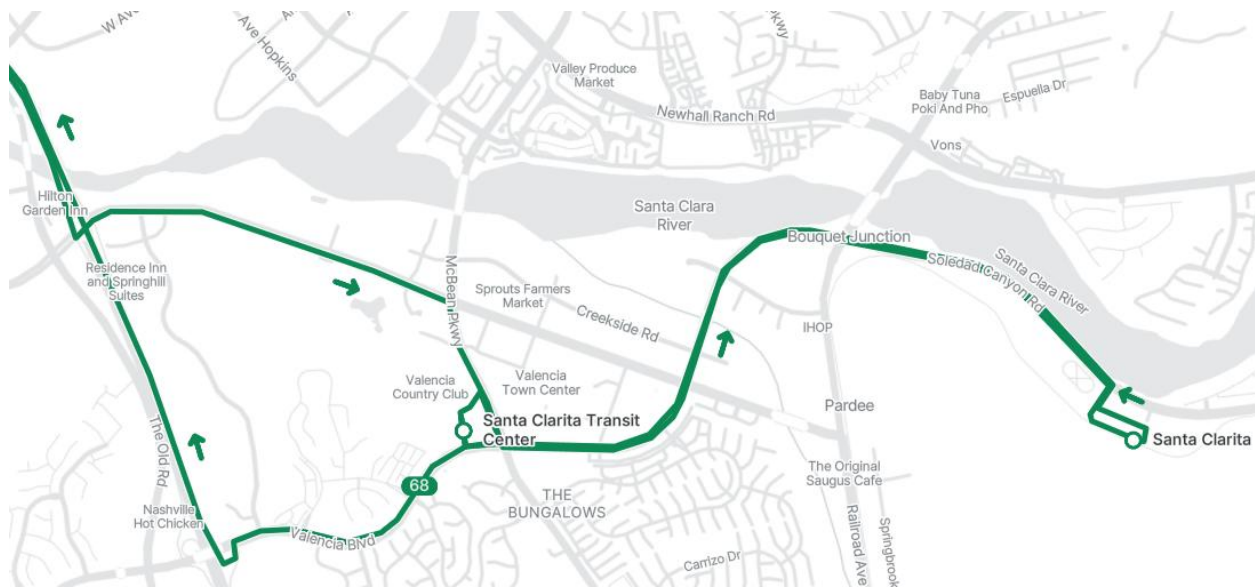 W Ave
Ave Hopkins
Pkwy
Valley Produce
Market
Newhall Ranch Rd
Baby Tuna
Poki And Pho
Espuella Dr
Vons
Hilton
Garden Inn
Santa Clara
River
Bouquet Junction
Soledad Canyon Rd
Santa Clara River
Residence Inn
and Springhill
Suites
McBean Pkwy
Sprouts Farmers
Market
Creekside Rd
IHOP
Valencia
Country Club
Valencia
Town Center
Pardee
Santa Clarita Transit
Center
Santa Clarita
The Old Rd
68
The Original
Saugus Cafe
THE
BUNGALOWS
Nashville
Hot Chicken
Valencia Blvd
Carrizo Dr
Railroad Ave
Springbrook